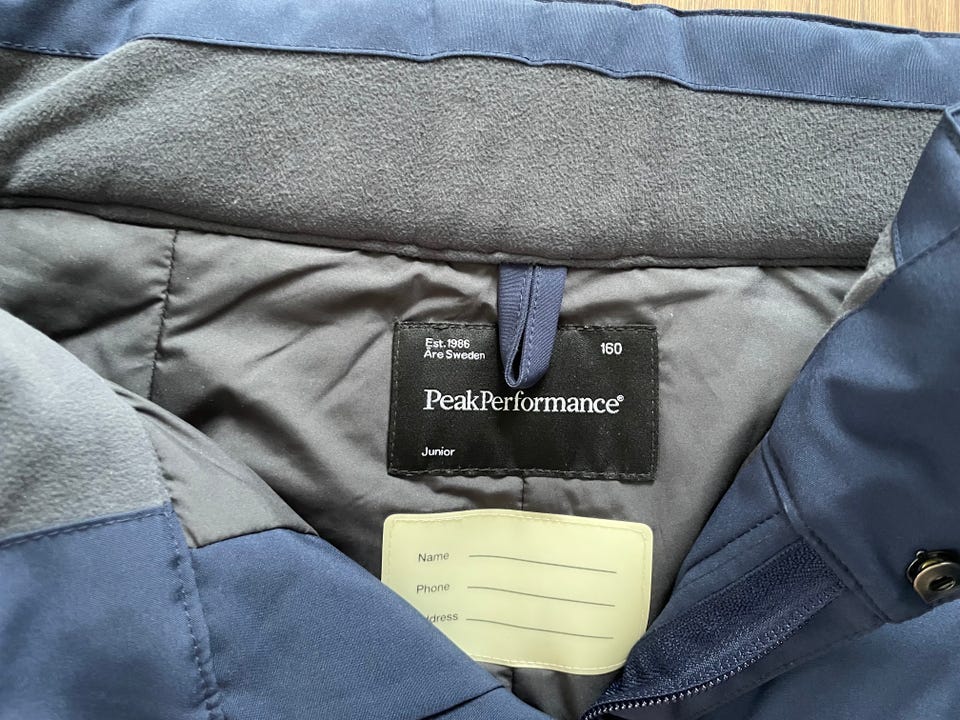 Est.1986
Åre Sweden
160
PeakPerformance®
Junior
Name
Phone